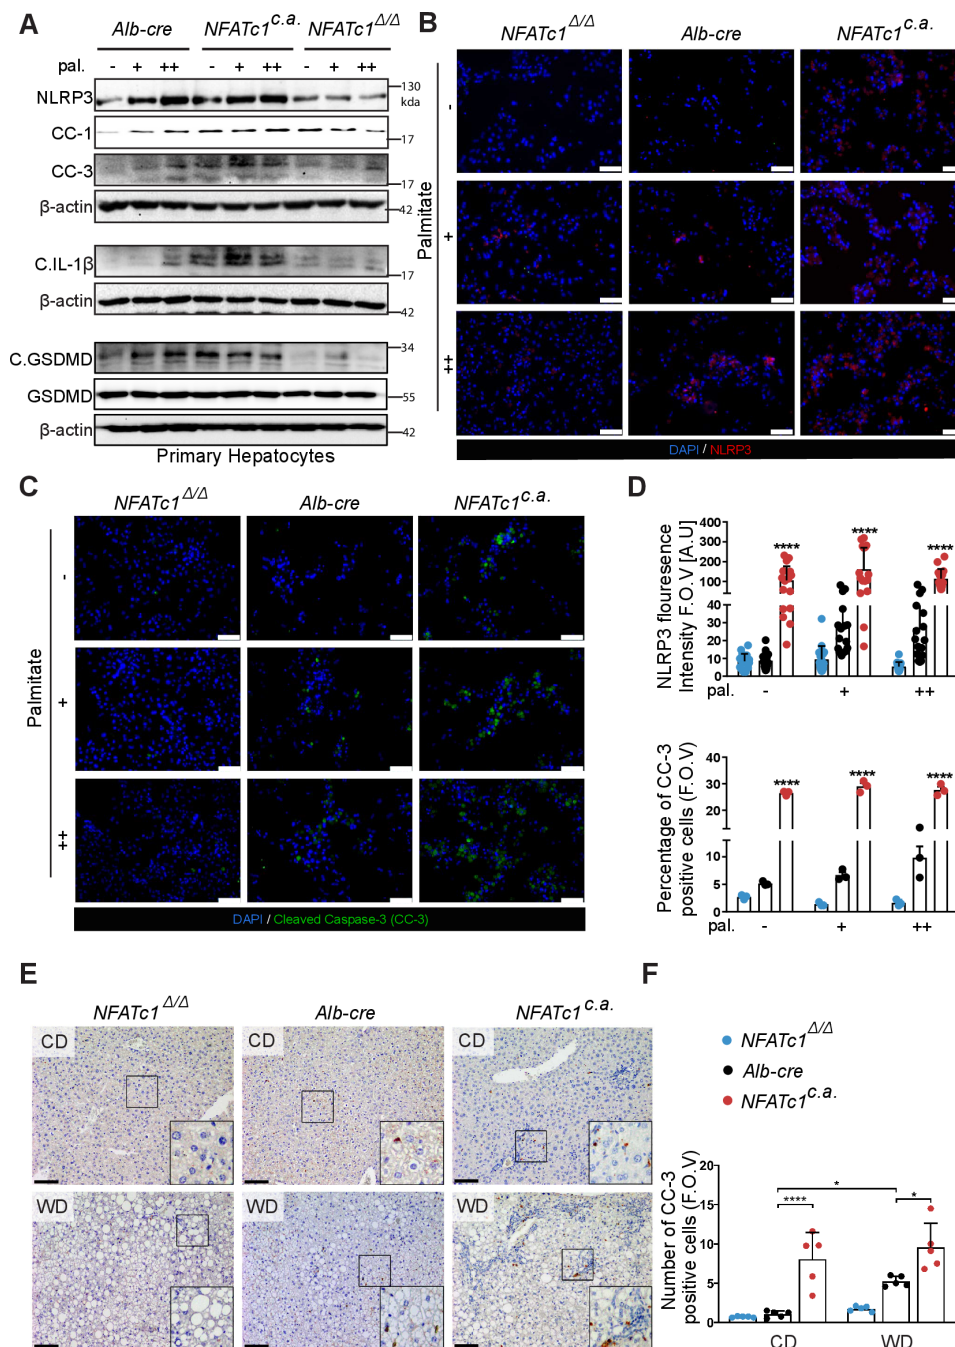 A
Alb-cre NFATc1c.a. NFATc1Δ/Δ
pal. - + ++ - + ++ - + ++
NLRP3
130
kda
CC-1
17
CC-3
17
β-actin
42
C.IL-1β
17
β-actin
42
C.GSDMD
34
GSDMD
55
β-actin
42
Primary Hepatocytes
B
NFATc1Δ/Δ Alb-cre NFATc1c.a.
Palmitate
-
+
++
DAPI / NLRP3
C
NFATc1Δ/Δ Alb-cre NFATc1c.a.
Palmitate
-
+
++
DAPI / Cleaved Caspase-3 (CC-3)
D
NLRP3 flouresence
Intensity F.O.V [A.U]
400
300
200
100
40
30
20
10
0
**** **** ****
pal. - + ++
Percentage of CC-3
positive cells (F.O.V)
40
30
20
10
5
0
**** **** ****
pal. - + ++
E
NFATc1Δ/Δ Alb-cre NFATc1c.a.
CD CD CD
WD WD WD
F
NFATc1Δ/Δ
Alb-cre
NFATc1c.a.
Number of CC-3
positive cells (F.O.V)
20
15
10
5
0
*
**** *
CD WD